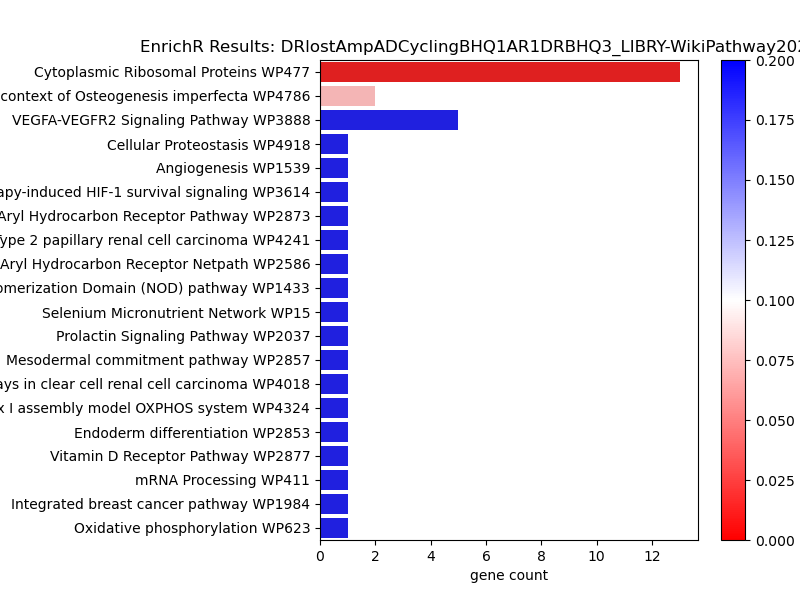 EnrichR Results: DRlostAmpADCyclingBHQ1AR1DRBHQ3_LIBRY-WikiPathway202
Cytoplasmic Ribosomal Proteins WP477
context of Osteogenesis imperfecta WP4786
VEGFA-VEGFR2 Signaling Pathway WP3888
Cellular Proteostasis WP4918
Angiogenesis WP1539
apy-induced HIF-1 survival signaling WP3614
Aryl Hydrocarbon Receptor Pathway WP2873
Type 2 papillary renal cell carcinoma WP4241
Aryl Hydrocarbon Receptor Netpath WP2586
omerization Domain (NOD) pathway WP1433
Selenium Micronutrient Network WP15
Prolactin Signaling Pathway WP2037
Mesodermal commitment pathway WP2857
ays in clear cell renal cell carcinoma WP4018
x I assembly model OXPHOS system WP4324
Endoderm differentiation WP2853
Vitamin D Receptor Pathway WP2877
mRNA Processing WP411
Integrated breast cancer pathway WP1984
Oxidative phosphorylation WP623
0 2 4 6 8 10 12
gene count
0.200
0.175
0.150
0.125
0.100
0.075
0.050
0.025
0.000